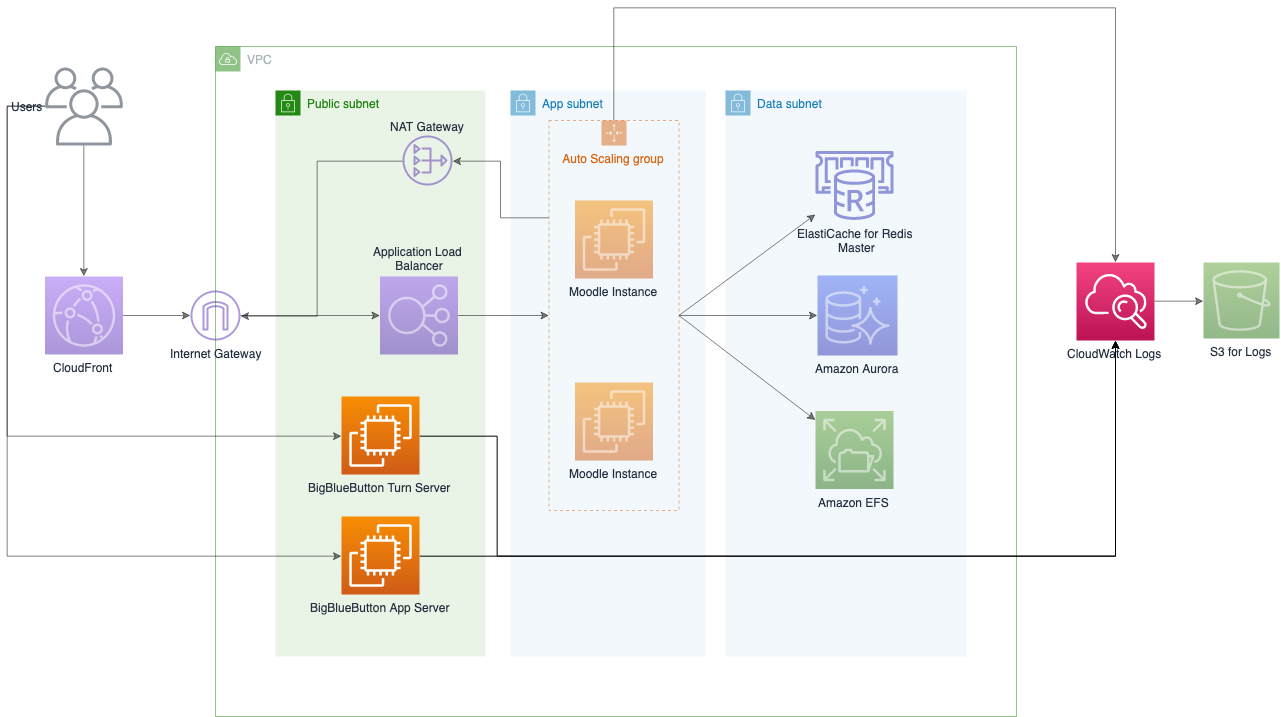 VPC
Users
Public subnet
App subnet
Data subnet
NAT Gateway
Auto Scaling group
R
ElastiCache for Redis
Master
Application Load
Balancer
Moodle Instance
Internet Gateway
CloudFront
Amazon Aurora
CloudWatch Logs
S3 for Logs
Moodle Instance
BigBlueButton Turn Server
Amazon EFS
BigBlueButton App Server